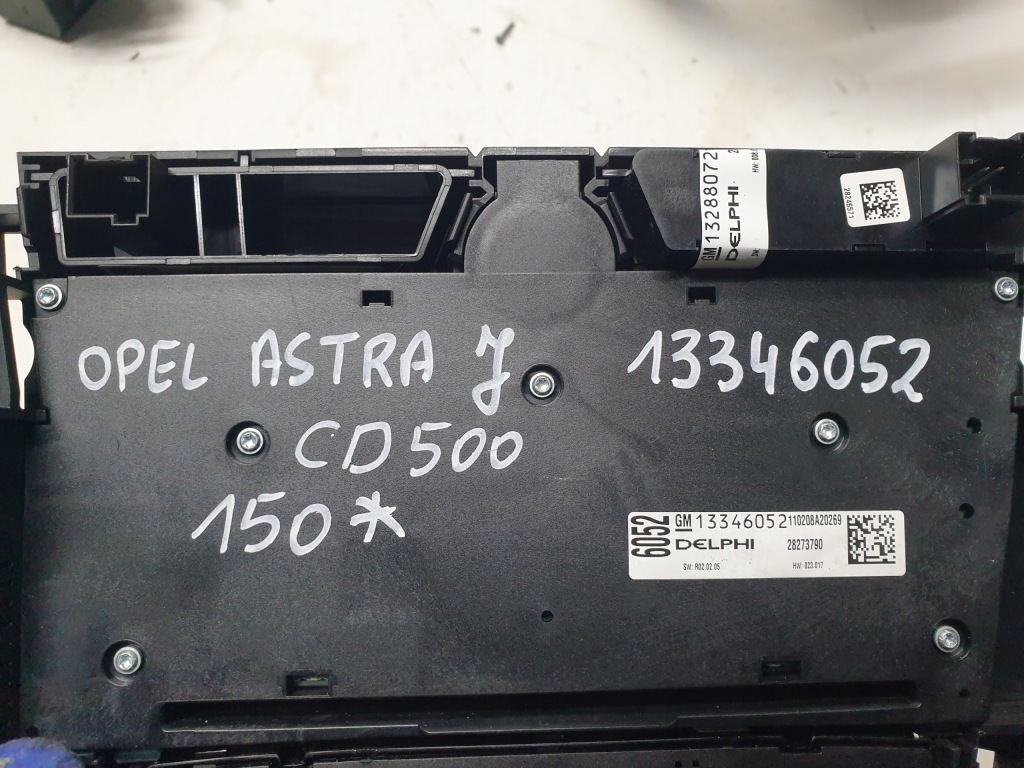 GM 13288072
DELPHI
28246571
OPEL ASTRA J 13346052
CD500
150*
6052
GM 13346052 110208A20269
DELPHI 28273790
SW: R02.02.05 HW: 023.017